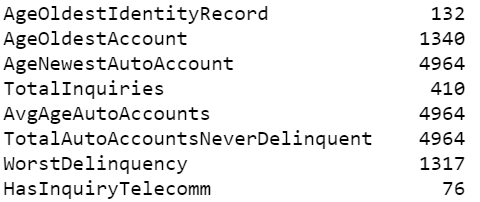 AgeOldestIdentityRecord 132
AgeOldestAccount 1340
AgeNewestAutoAccount 4964
TotalInquiries 410
AvgAgeAutoAccounts 4964
TotalAutoAccountsNeverDelinquent 4964
WorstDelinquency 1317
HasInquiryTelecomm 76